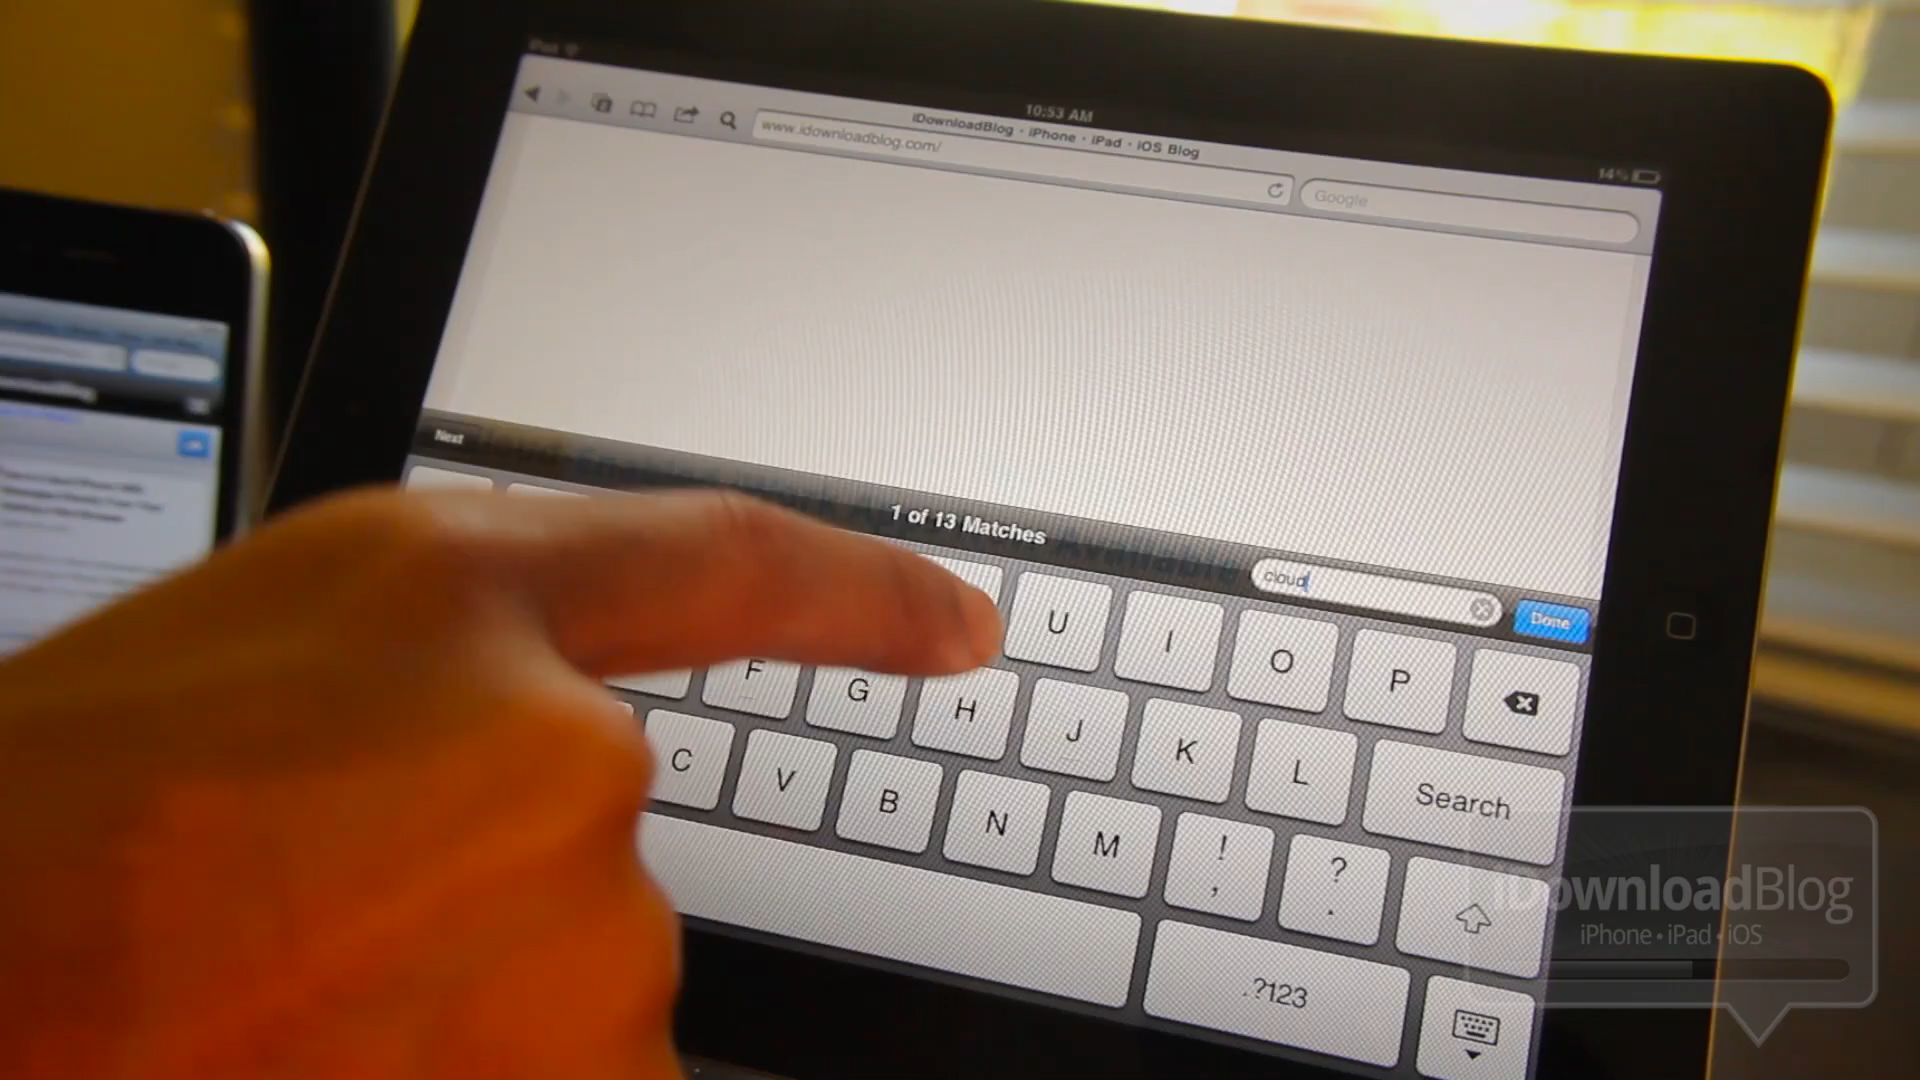 iPad
10:53 AM
14%
iDownloadBlog · iPhone · iPad · iOS Blog
www.idownloadblog.com/
Google
Next
1 of 13 Matches
cloud
Done
U I O P
F G H J K L Search
C V B N M ! , ? .
.?123
iDownloadBlog
iPhone • iPad • iOS